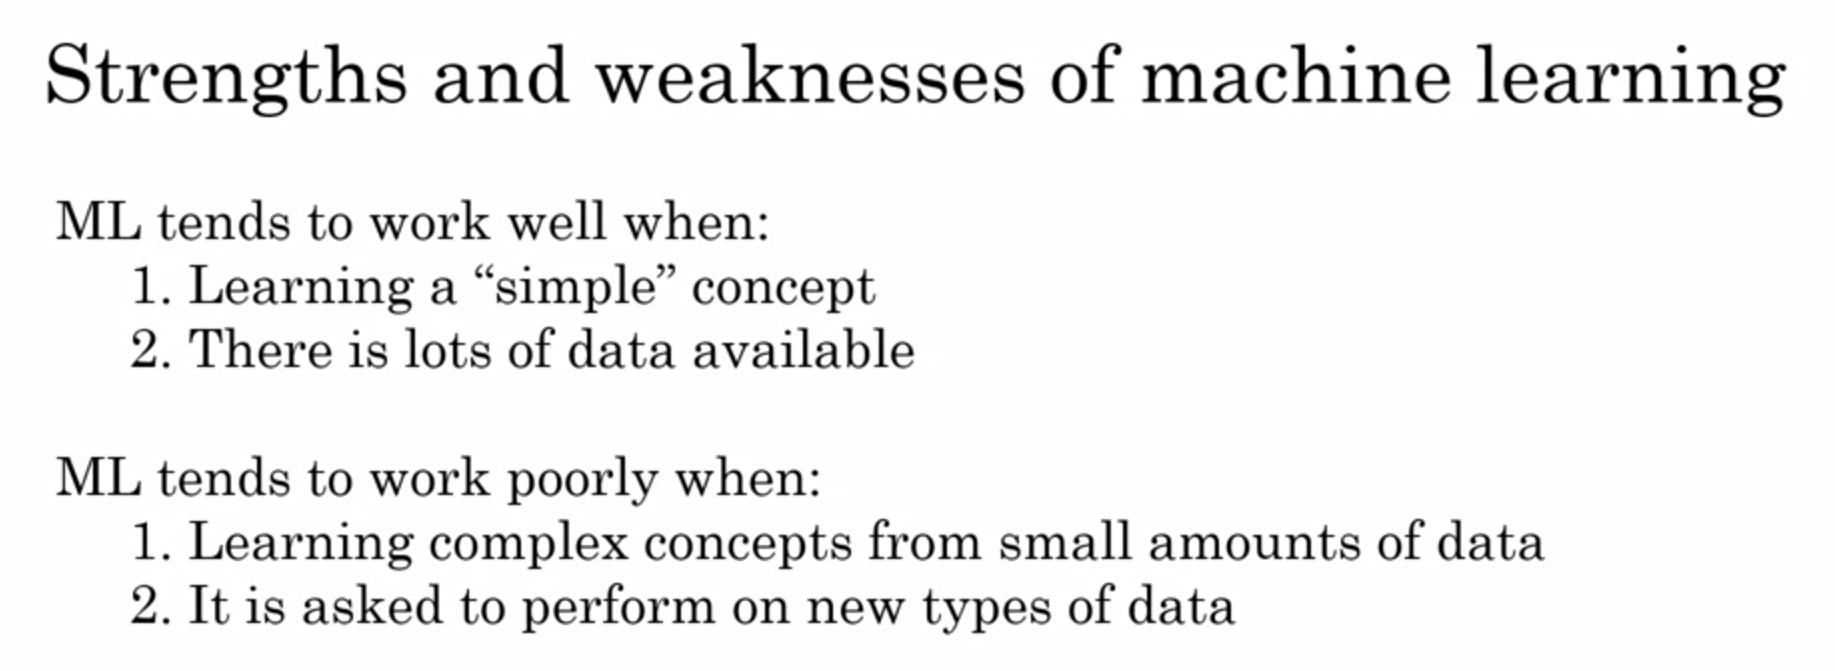 Strengths and weaknesses of machine learning
ML tends to work well when:
1. Learning a “simple” concept
2. There is lots of data available
ML tends to work poorly when:
1. Learning complex concepts from small amounts of data
2. It is asked to perform on new types of data